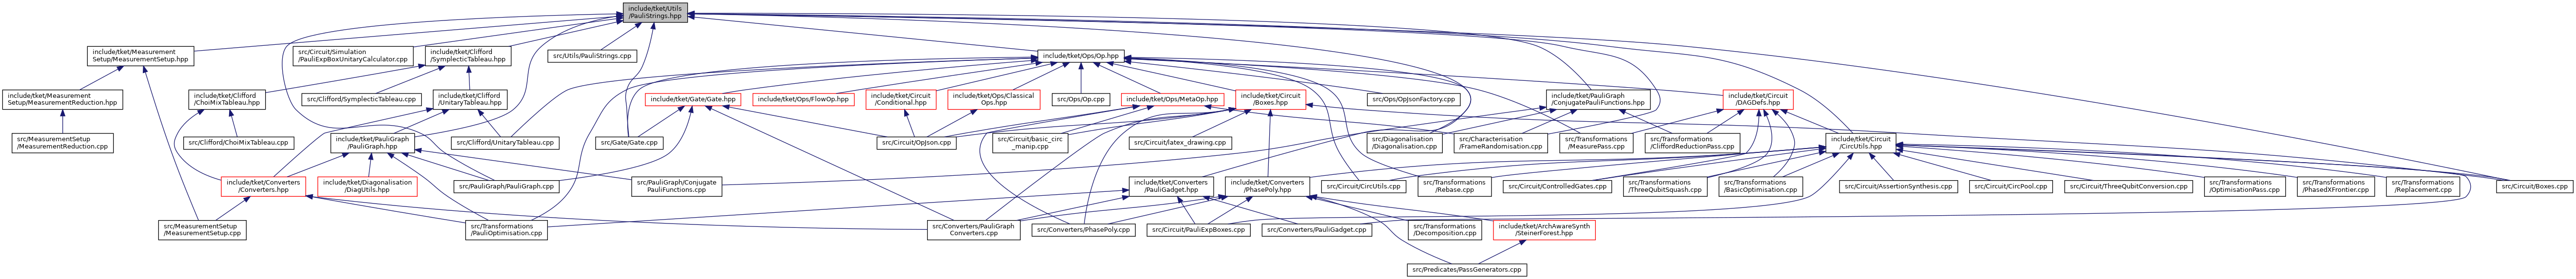 include/tket/Utils
/PauliStrings.hpp
include/tket/Measurement
Setup/MeasurementSetup.hpp
src/Circuit/Simulation
/PauliExpBoxUnitaryCalculator.cpp
include/tket/Clifford
/SymplecticTableau.hpp
src/Utils/PauliStrings.cpp
include/tket/Ops/Op.hpp
include/tket/Measurement
Setup/MeasurementReduction.hpp
include/tket/Clifford
/ChoiMixTableau.hpp
src/Clifford/SymplecticTableau.cpp
include/tket/Clifford
/UnitaryTableau.hpp
include/tket/Gate/Gate.hpp
include/tket/Ops/FlowOp.hpp
include/tket/Circuit
/Conditional.hpp
include/tket/Ops/Classical
Ops.hpp
src/Ops/Op.cpp
include/tket/Ops/MetaOp.hpp
include/tket/Circuit
/Boxes.hpp
src/Ops/OpJsonFactory.cpp
include/tket/PauliGraph
/ConjugatePauliFunctions.hpp
include/tket/Circuit
/DAGDefs.hpp
src/MeasurementSetup
/MeasurementReduction.cpp
src/Clifford/ChoiMixTableau.cpp
include/tket/PauliGraph
/PauliGraph.hpp
src/Clifford/UnitaryTableau.cpp
src/Gate/Gate.cpp
src/Circuit/OpJson.cpp
src/Circuit/basic_circ
_manip.cpp
src/Circuit/latex_drawing.cpp
src/Diagonalisation
/Diagonalisation.cpp
src/Characterisation
/FrameRandomisation.cpp
src/Transformations
/MeasurePass.cpp
src/Transformations
/CliffordReductionPass.cpp
include/tket/Circuit
/CircUtils.hpp
include/tket/Converters
/Converters.hpp
include/tket/Diagonalisation
/DiagUtils.hpp
src/PauliGraph/PauliGraph.cpp
src/PauliGraph/Conjugate
PauliFunctions.cpp
include/tket/Converters
/PauliGadget.hpp
include/tket/Converters
/PhasePoly.hpp
src/Circuit/CircUtils.cpp
src/Transformations
/Rebase.cpp
src/Circuit/ControlledGates.cpp
src/Transformations
/ThreeQubitSquash.cpp
src/Transformations
/BasicOptimisation.cpp
src/Circuit/AssertionSynthesis.cpp
src/Circuit/CircPool.cpp
src/Circuit/ThreeQubitConversion.cpp
src/Transformations
/OptimisationPass.cpp
src/Transformations
/PhasedXFrontier.cpp
src/Transformations
/Replacement.cpp
src/Circuit/Boxes.cpp
src/MeasurementSetup
/MeasurementSetup.cpp
src/Transformations
/PauliOptimisation.cpp
src/Converters/PauliGraph
Converters.cpp
src/Converters/PhasePoly.cpp
src/Circuit/PauliExpBoxes.cpp
src/Converters/PauliGadget.cpp
src/Transformations
/Decomposition.cpp
include/tket/ArchAwareSynth
/SteinerForest.hpp
src/Predicates/PassGenerators.cpp